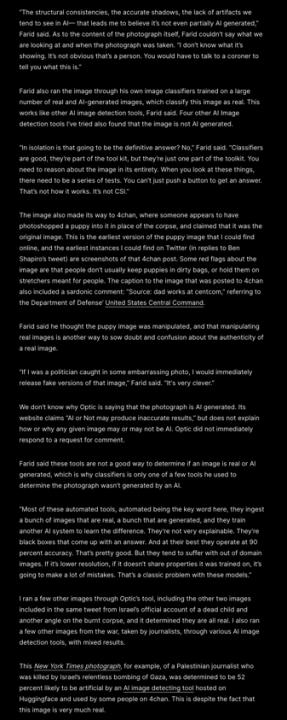 "The structural consistencies, the accurate shadows, the lack of artifacts we
tend to see in AI— that leads me to believe it's not even partially AI generated,"
Farid said. As to the content of the photograph itself, Farid couldn't say what we
are looking at and when the photograph was taken. "I don't know what it's
showing. It's not obvious that's a person. You would have to talk to a coroner to
tell you what this is."
Farid also ran the image through his own image classifiers trained on a large
number of real and AI-generated images, which classify this image as real. This
works like other AI image detection tools, Farid said. Four other AI Image
detection tools I've tried also found that the image is not AI generated.
"In isolation is that going to be the definitive answer? No," Farid said. "Classifiers
are good, they're part of the tool kit, but they're just one part of the toolkit. You
need to reason about the image in its entirety. When you look at these things,
there need to be a series of tests. You can't just push a button to get an answer.
That's not how it works. It's not CSI."
The image also made its way to 4chan, where someone appears to have
photoshopped a puppy into it in place of the corpse, and claimed that it was the
original image. This is the earliest version of the puppy image that I could find
online, and the earliest instances I could find on Twitter (in replies to Ben
Shapiro's tweet) are screenshots of that 4chan post. Some red flags about the
image are that people don't usually keep puppies in dirty bags, or hold them on
stretchers meant for people. The caption to the image that was posted to 4chan
also included a sardonic comment: "Source: dad works at centcom," referring to
the Department of Defense' United States Central Command.
Farid said he thought the puppy image was manipulated, and that manipulating
real images is another way to sow doubt and confusion about the authenticity of
a real image.
"If I was a politician caught in some embarrassing photo, I would immediately
release fake versions of that image," Farid said. "It's very clever."
We don't know why Optic is saying that the photograph is AI generated. Its
website claims "AI or Not may produce inaccurate results," but does not explain
how or why any given image may or may not be AI. Optic did not immediately
respond to a request for comment.
Farid said these tools are not a good way to determine if an image is real or AI
generated, which is why classifiers is only one of a few tools he used to
determine the photograph wasn't generated by an AI.
"Most of these automated tools, automated being the key word here, they ingest
a bunch of images that are real, a bunch that are generated, and they train
another AI system to learn the difference. They're not very explainable. They're
black boxes that come up with an answer. And at their best they operate at 90
percent accuracy. That's pretty good. But they tend to suffer with out of domain
images. If it's lower resolution, if it doesn't share properties it was trained on, it's
going to make a lot of mistakes. That's a classic problem with these models."
I ran a few other images through Optic's tool, including the other two images
included in the same tweet from Israel's official account of a dead child and
another angle on the burnt corpse, and it determined they are all real. I also ran
a few other images from the war, taken by journalists, through various AI image
detection tools, with mixed results.
This New York Times photograph, for example, of a Palestinian journalist who
was killed by Israel's relentless bombing of Gaza, was determined to be 52
percent likely to be artificial by an AI image detecting tool hosted on
Huggingface and used by some people on 4chan. This is despite the fact that
this image is very much real.